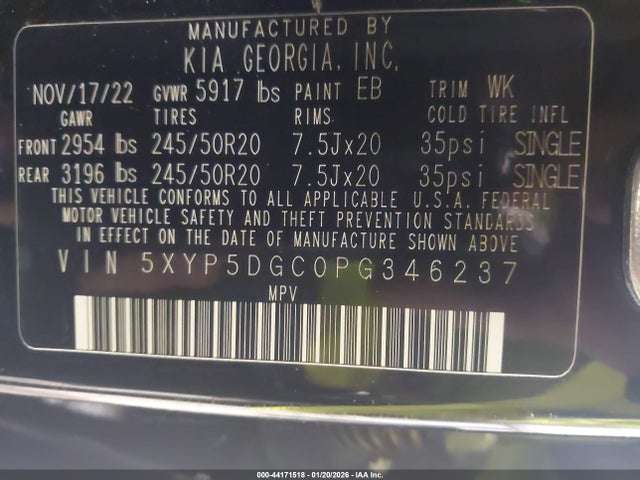 MANUFACTURED BY
KIA GEORGIA, INC.
NOV/17/22 GVWR 5917 lbs PAINT EB TRIM WK
GAWR TIRES RIMS COLD TIRE INFL
FRONT 2954 lbs 245/50R20 7.5Jx20 35psi SINGLE
REAR 3196 lbs 245/50R20 7.5Jx20 35psi SINGLE
THIS VEHICLE CONFORMS TO ALL APPLICABLE U.S.A. FEDERAL
MOTOR VEHICLE SAFETY AND THEFT PREVENTION STANDARDS
IN EFFECT ON THE DATE OF MANUFACTURE SHOWN ABOVE
VIN 5XYP5DGC0PG346237
MPV
000-44171518 - 01/20/2026 - IAA Inc.